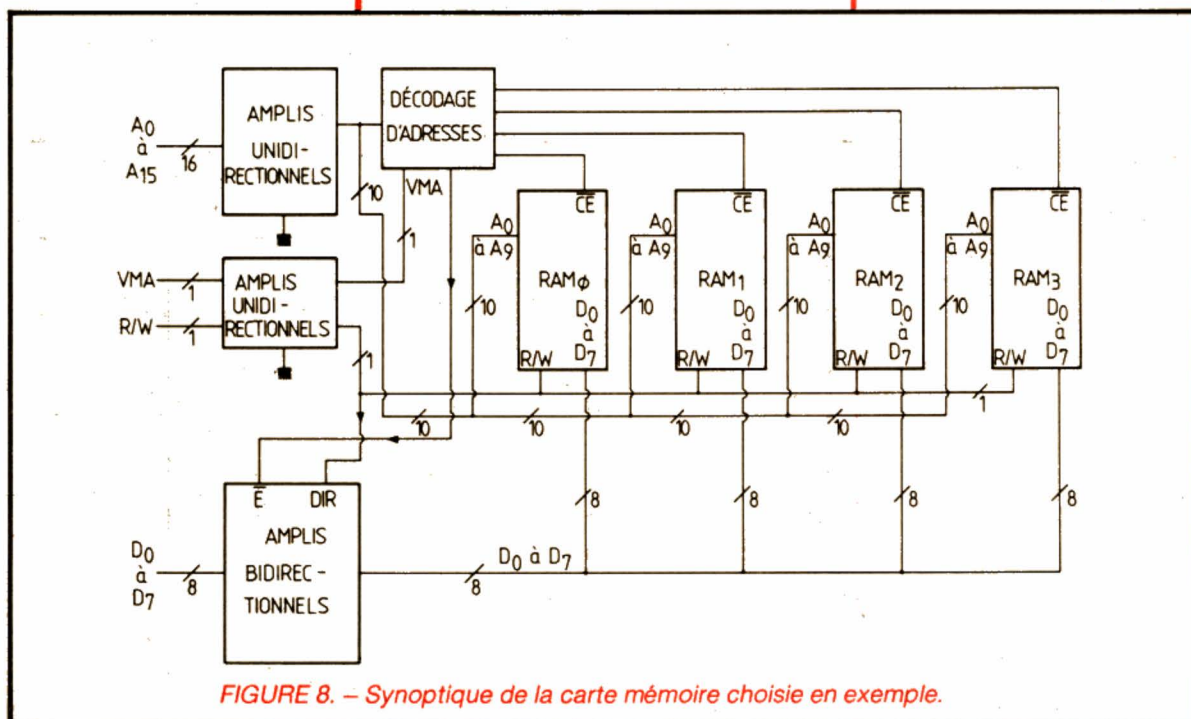 A0
à
A15
16
AMPLIS
UNIDI-
RECTIONNELS
10
DÉCODAGE
D'ADRESSES
VMA
1
VMA
1
R/W
1
AMPLIS
UNIDI-
RECTIONNELS
1
A0
à A9
10
CE
RAMφ
D0
à
D7
R/W
A0
à A9
10
CE
RAM1
D0
à
D7
R/W
A0
à A9
10
CE
RAM2
D0
à
D7
R/W
A0
à A9
10
CE
RAM3
D0
à
D7
R/W
10
10
10
10
1
8
8
8
8
E
DIR
AMPLIS
BIDIREC-
TIONNELS
D0
à
D7
8
8
D0 à D7
FIGURE 8. – Synoptique de la carte mémoire choisie en exemple.